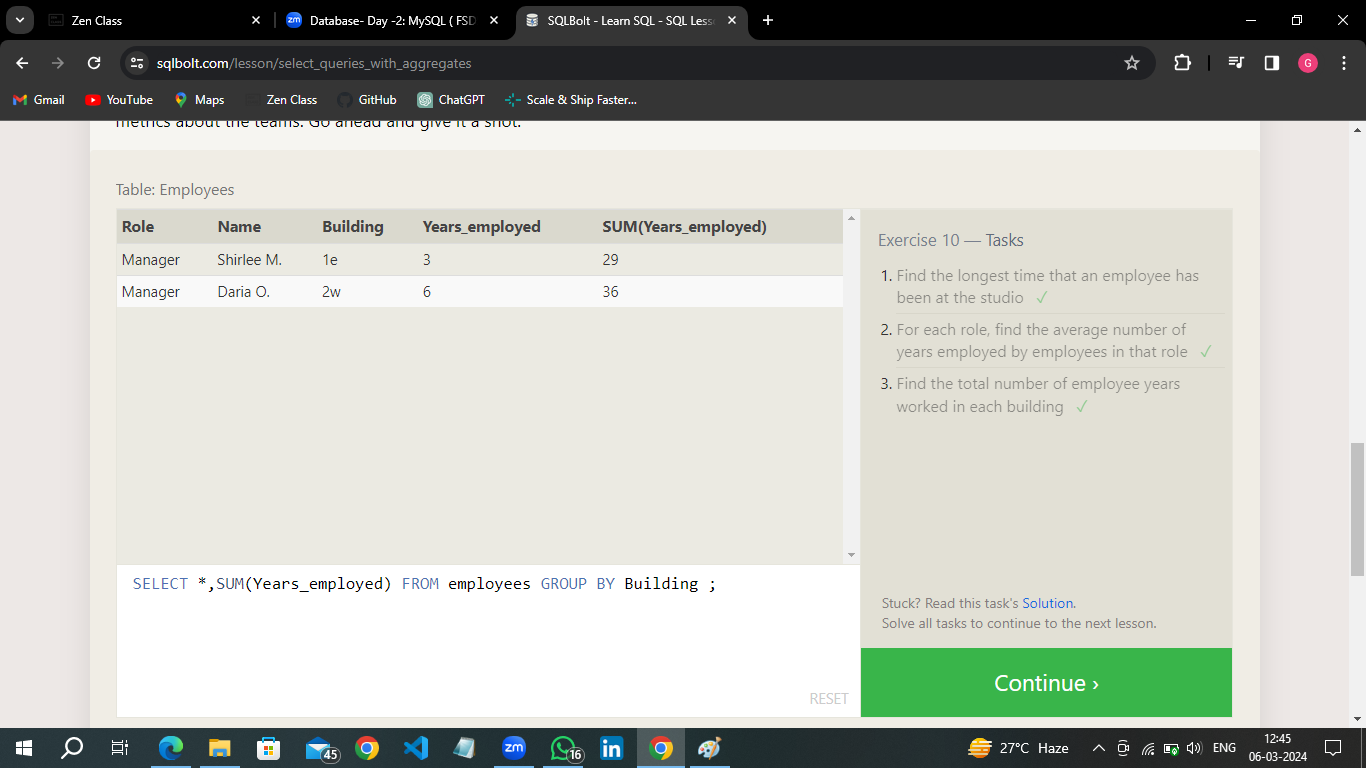 Zen Class
Database- Day -2: MySQL ( FSD
SQLBolt - Learn SQL - SQL Less
sqlbolt.com/lesson/select_queries_with_aggregates
G
Gmail
YouTube
Maps
Zen Class
GitHub
ChatGPT
Scale & Ship Faster...
metrics about the teams. Go ahead and give it a shot.
Table: Employees
Role Name Building Years_employed SUM(Years_employed)
Manager Shirlee M. 1e 3 29
Manager Daria O. 2w 6 36
Exercise 10 — Tasks
1. Find the longest time that an employee has
been at the studio ✓
2. For each role, find the average number of
years employed by employees in that role ✓
3. Find the total number of employee years
worked in each building ✓
SELECT *,SUM(Years_employed) FROM employees GROUP BY Building ;
RESET
Stuck? Read this task's Solution.
Solve all tasks to continue to the next lesson.
Continue ›
45
zm
16
in
27°C Haze
ENG
12:45
06-03-2024